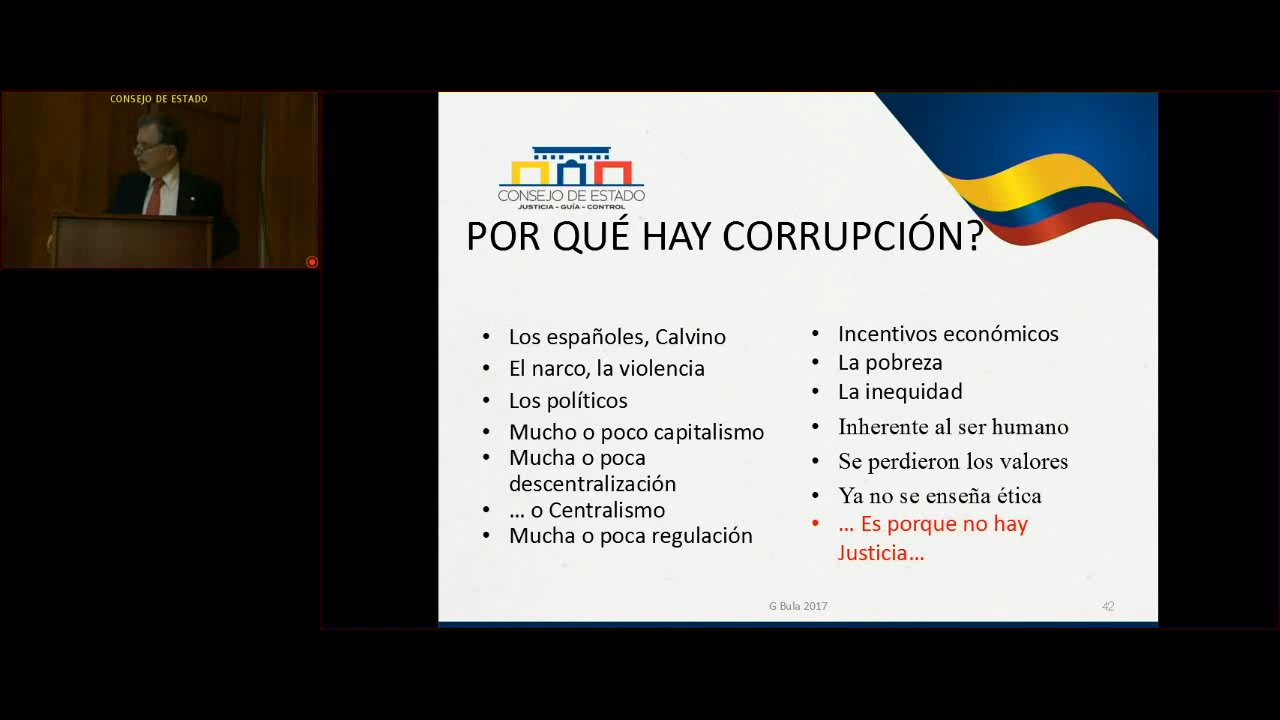 CONSEJO DE ESTADO
CONSEJO DE ESTADO
JUSTICIA - GUÍA - CONTROL
POR QUÉ HAY CORRUPCIÓN?
• Los españoles, Calvino
• El narco, la violencia
• Los políticos
• Mucho o poco capitalismo
• Mucha o poca
descentralización
• ... o Centralismo
• Mucha o poca regulación
• Incentivos económicos
• La pobreza
• La inequidad
• Inherente al ser humano
• Se perdieron los valores
• Ya no se enseña ética
• ... Es porque no hay
Justicia...
G Bula 2017
42